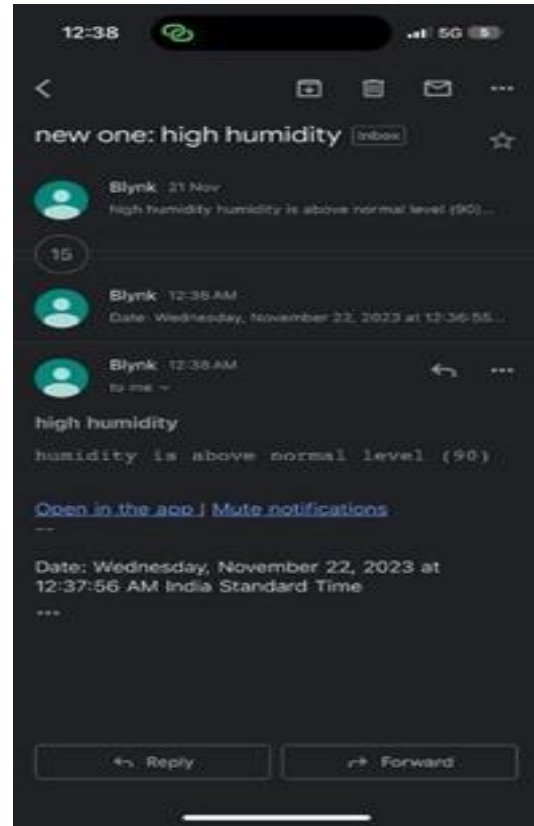 12:38
5G 5
new one: high humidity Inbox
Blynk 21 Nov
high humidity humidity is above normal level (90)...
15
Blynk 12:36 AM
Date: Wednesday, November 22, 2023 at 12:36:55...
Blynk 12:38 AM
to me
high humidity
humidity is above normal level (90)
Open in the app | Mute notifications
--
Date: Wednesday, November 22, 2023 at
12:37:56 AM India Standard Time
Reply Forward